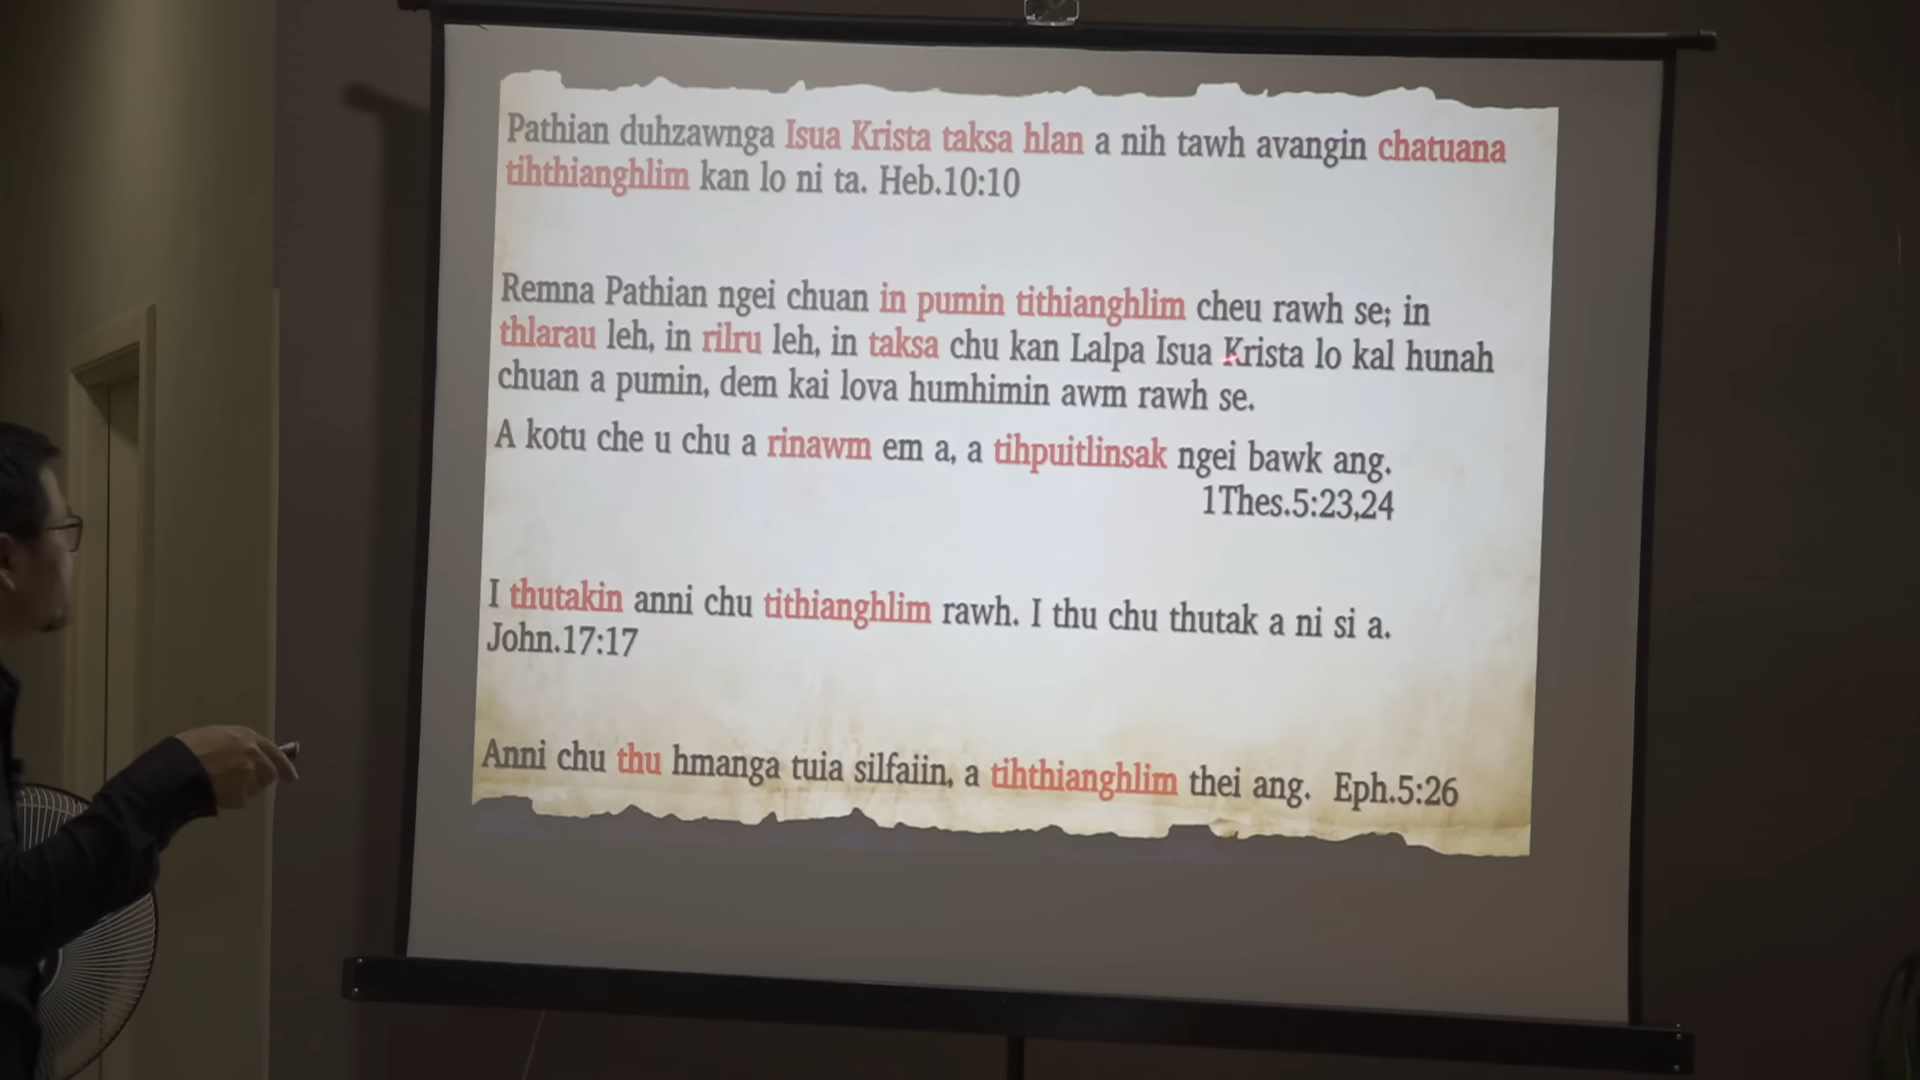 Pathian duhzawnga Isua Krista taksa hlan a nih tawh avangin chatuana
tihthianghlim kan lo ni ta. Heb.10:10
Remna Pathian ngei chuan in pumin tithianghlim cheu rawh se; in
thlarau leh, in rilru leh, in taksa chu kan Lalpa Isua Krista lo kal hunah
chuan a pumin, dem kai lova humhimin awm rawh se.
A kotu che u chu a rinawm em a, a tihpuitlinsak ngei bawk ang.
1Thes.5:23,24
I thutakin anni chu tithianghlim rawh. I thu chu thutak a ni si a.
John.17:17
Anni chu thu hmanga tuia silfaiin, a tihthianghlim thei ang. Eph.5:26